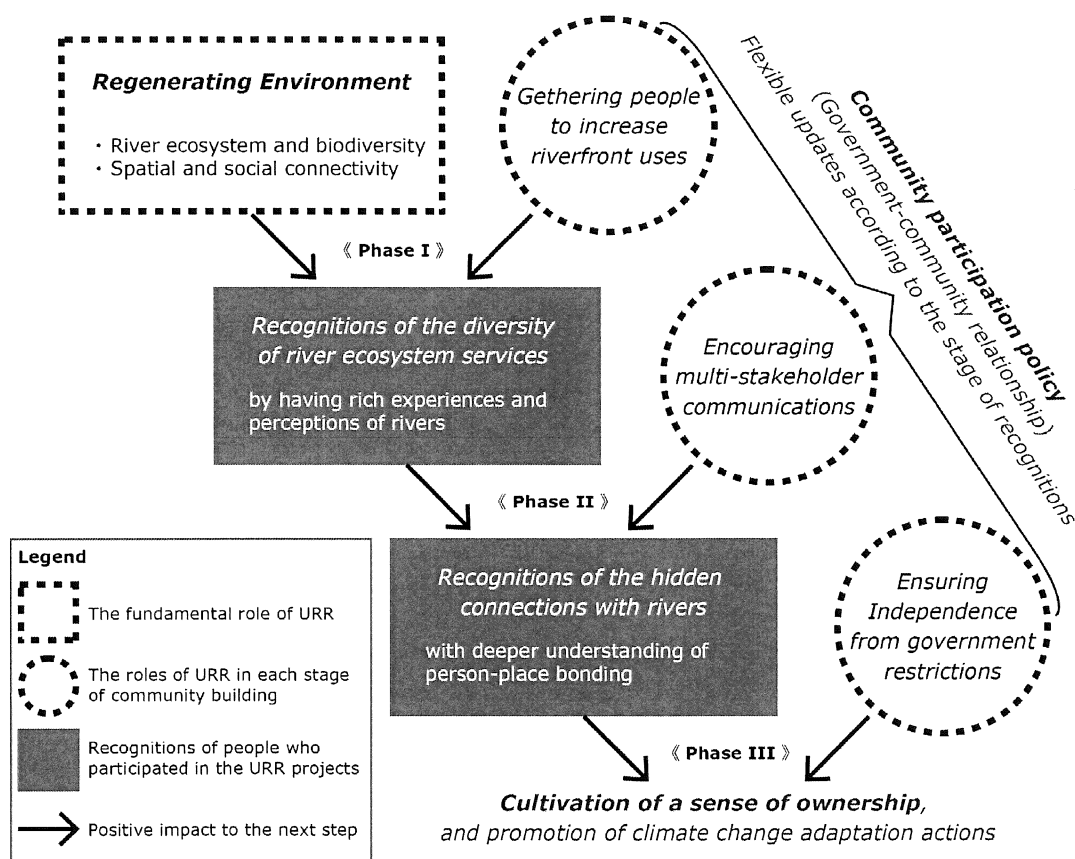 Regenerating Environment
・River ecosystem and biodiversity
・Spatial and social connectivity
Gethering people
to increase
riverfront uses
Community participation policy
(Government-community relationship)
Flexible updates according to the stage of recognitions
《 Phase I 》
Recognitions of the diversity
of river ecosystem services
by having rich experiences and
perceptions of rivers
Encouraging
multi-stakeholder
communications
《 Phase II 》
Recognitions of the hidden
connections with rivers
with deeper understanding of
person-place bonding
Ensuring
Independence
from government
restrictions
《 Phase III 》
Cultivation of a sense of ownership,
and promotion of climate change adaptation actions
Legend
The fundamental role of URR
The roles of URR in each stage
of community building
Recognitions of people who
participated in the URR projects
Positive impact to the next step